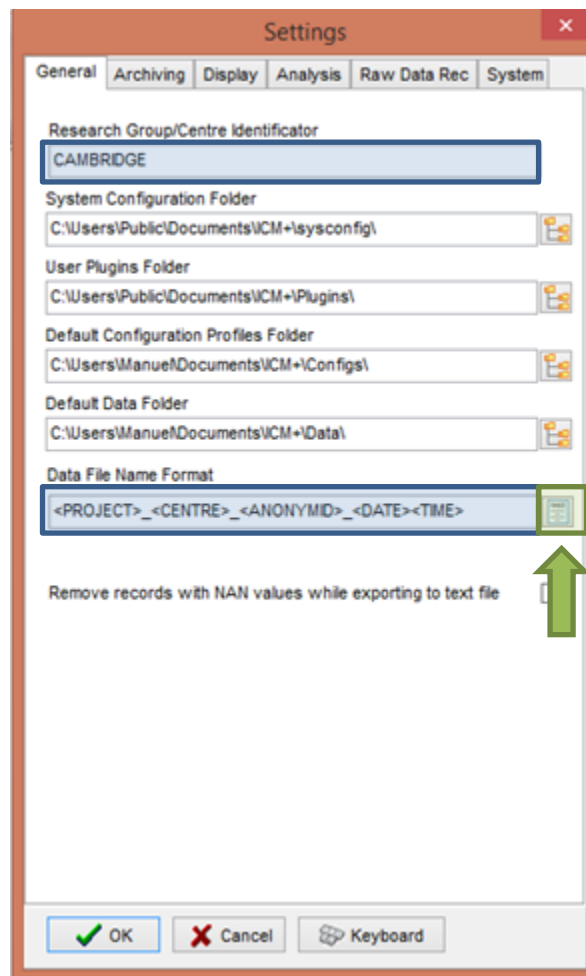 Settings
General Archiving Display Analysis Raw Data Rec System
Research Group/Centre Identificator
CAMBRIDGE
System Configuration Folder
C:\Users\Public\Documents\ICM+\sysconfig\
User Plugins Folder
C:\Users\Public\Documents\ICM+\Plugins\
Default Configuration Profiles Folder
C:\Users\Manuel\Documents\ICM+\Configs\
Default Data Folder
C:\Users\Manuel\Documents\ICM+\Data\
Data File Name Format
<PROJECT>_<CENTRE>_<ANONYMID>_<DATE><TIME>
Remove records with NAN values while exporting to text file
OK Cancel Keyboard